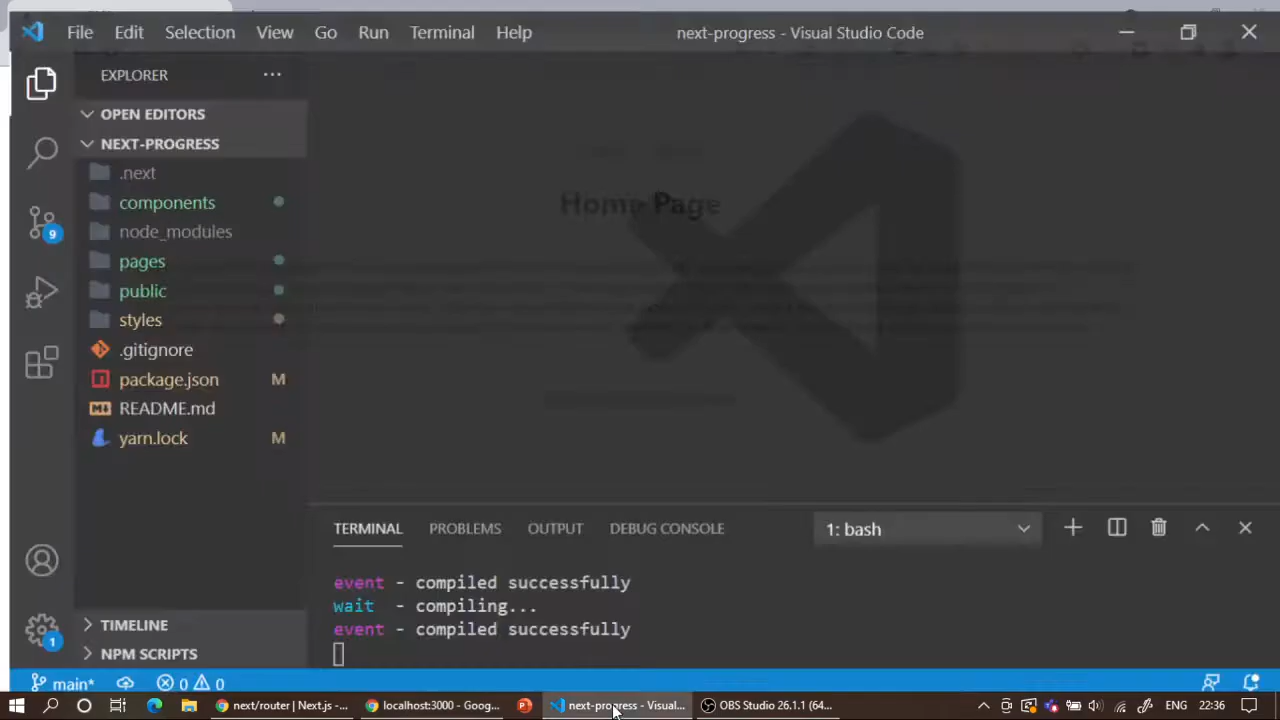 File Edit Selection View Go Run Terminal Help next-progress - Visual Studio Code
EXPLORER
OPEN EDITORS
NEXT-PROGRESS
.next
components
Home Page
node_modules
9
pages
public
styles
.gitignore
package.json M
README.md
yarn.lock M
TERMINAL PROBLEMS OUTPUT DEBUG CONSOLE 1: bash
event - compiled successfully
wait - compiling...
event - compiled successfully
TIMELINE
1
NPM SCRIPTS
main* 0 0
next/router | Next.js - ... localhost:3000 - Goog... next-progress - Visual... OBS Studio 26.1.1 (64... ENG 22:36